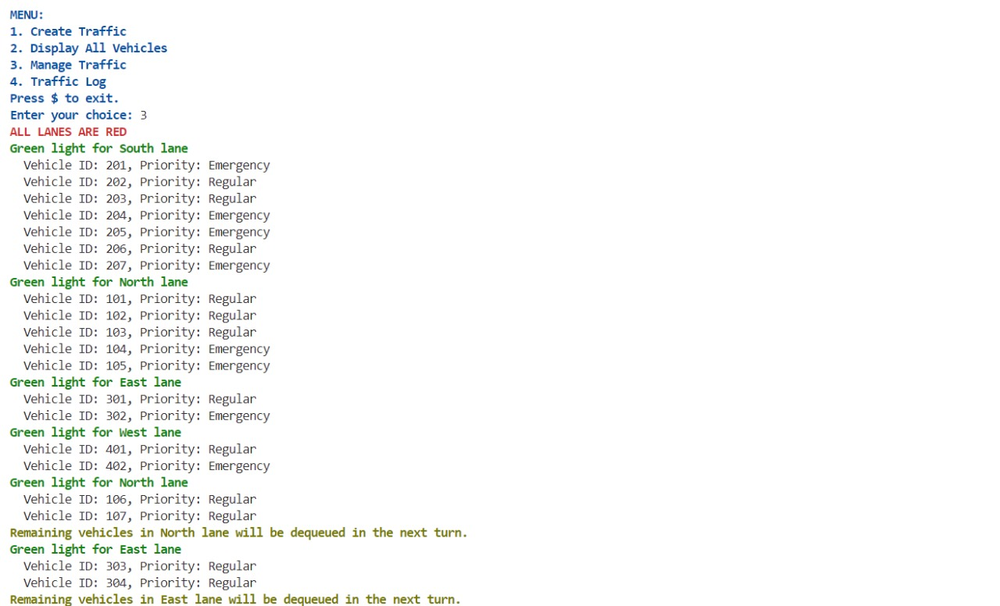 MENU:
1. Create Traffic
2. Display All Vehicles
3. Manage Traffic
4. Traffic Log
Press $ to exit.
Enter your choice: 3
ALL LANES ARE RED
Green light for South lane
Vehicle ID: 201, Priority: Emergency
Vehicle ID: 202, Priority: Regular
Vehicle ID: 203, Priority: Regular
Vehicle ID: 204, Priority: Emergency
Vehicle ID: 205, Priority: Emergency
Vehicle ID: 206, Priority: Regular
Vehicle ID: 207, Priority: Emergency
Green light for North lane
Vehicle ID: 101, Priority: Regular
Vehicle ID: 102, Priority: Regular
Vehicle ID: 103, Priority: Regular
Vehicle ID: 104, Priority: Emergency
Vehicle ID: 105, Priority: Emergency
Green light for East lane
Vehicle ID: 301, Priority: Regular
Vehicle ID: 302, Priority: Emergency
Green light for West lane
Vehicle ID: 401, Priority: Regular
Vehicle ID: 402, Priority: Emergency
Green light for North lane
Vehicle ID: 106, Priority: Regular
Vehicle ID: 107, Priority: Regular
Remaining vehicles in North lane will be dequeued in the next turn.
Green light for East lane
Vehicle ID: 303, Priority: Regular
Vehicle ID: 304, Priority: Regular
Remaining vehicles in East lane will be dequeued in the next turn.